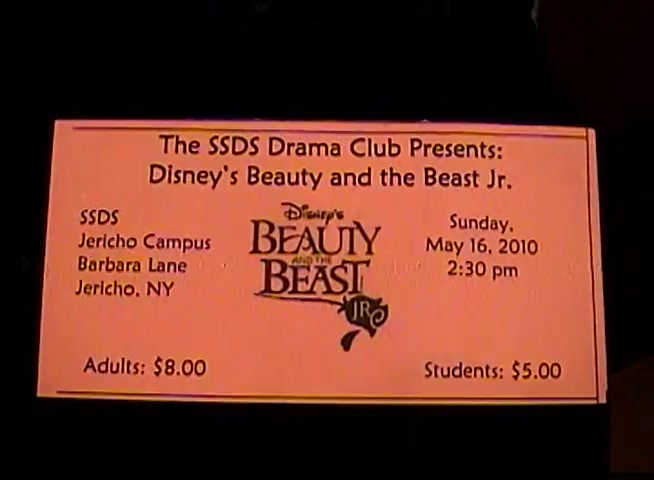 The SSDS Drama Club Presents:
Disney's Beauty and the Beast Jr.
SSDS
Jericho Campus
Barbara Lane
Jericho, NY
Disney's
BEAUTY
AND THE
BEAST
JR.
Sunday,
May 16, 2010
2:30 pm
Adults: $8.00
Students: $5.00